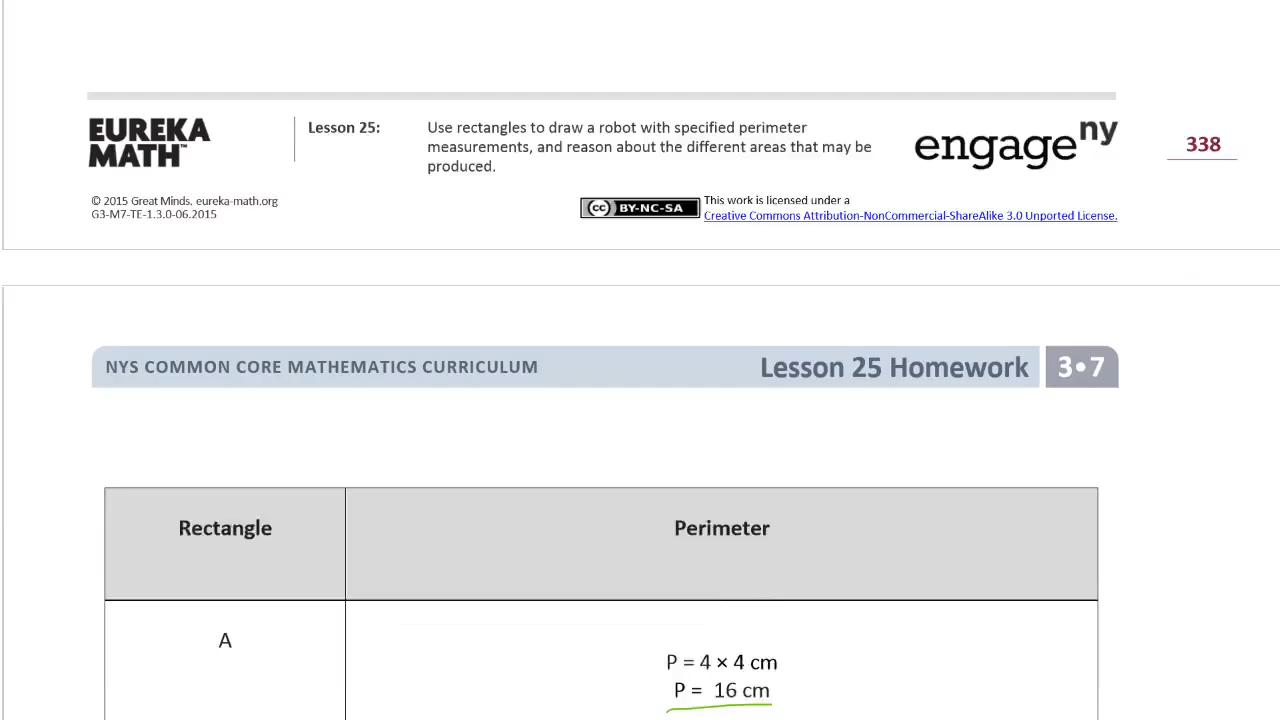 EUREKA
MATH™
Lesson 25:
Use rectangles to draw a robot with specified perimeter
measurements, and reason about the different areas that may be
produced.
engage ny
338
© 2015 Great Minds. eureka-math.org
G3-M7-TE-1.3.0-06.2015
cc BY-NC-SA
This work is licensed under a
Creative Commons Attribution-NonCommercial-ShareAlike 3.0 Unported License.
NYS COMMON CORE MATHEMATICS CURRICULUM
Lesson 25 Homework
3•7
Rectangle
Perimeter
A
P = 4 × 4 cm
P = 16 cm